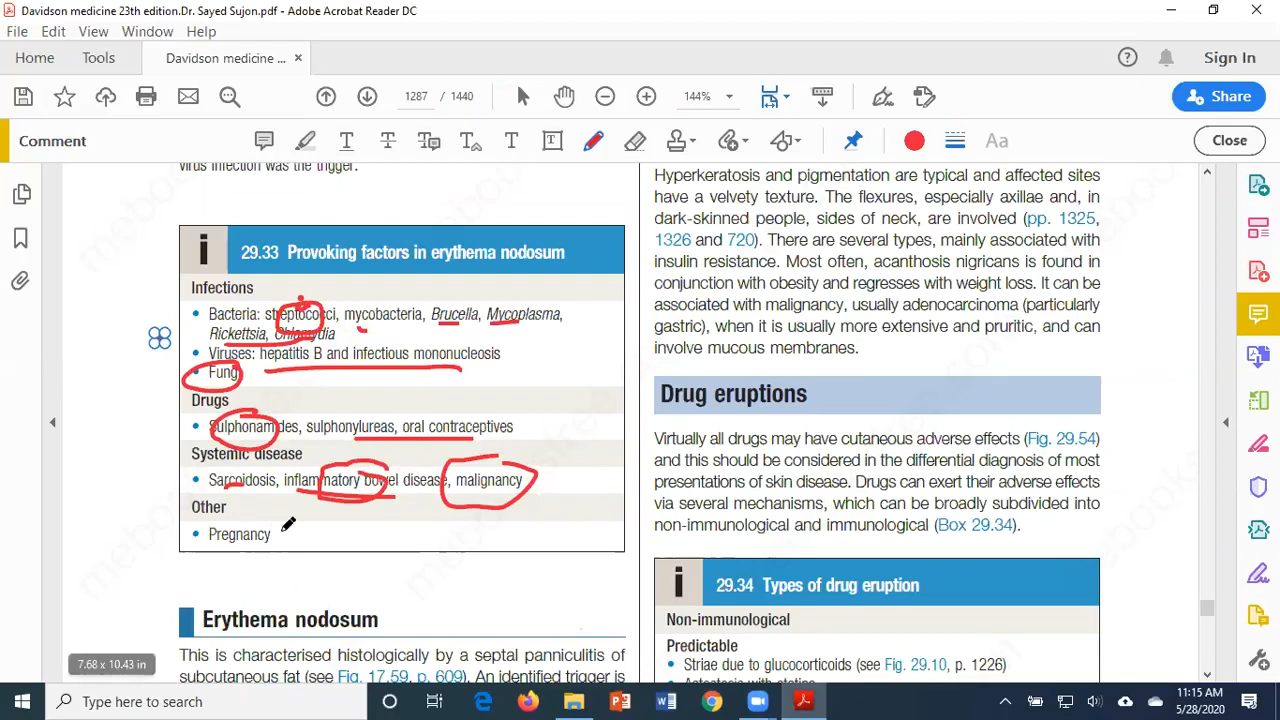 Davidson medicine 23th edition.Dr. Sayed Sujon.pdf - Adobe Acrobat Reader DC
File Edit View Window Help
Home Tools Davidson medicine ... × Sign In
1287 / 1440 144% Share
Comment Close
virus infection was the trigger.
29.33 Provoking factors in erythema nodosum
Infections
• Bacteria: streptococci, mycobacteria, Brucella, Mycoplasma,
Rickettsia, Chlamydia
• Viruses: hepatitis B and infectious mononucleosis
• Fungi
Drugs
• Sulphonamides, sulphonylureas, oral contraceptives
Systemic disease
• Sarcoidosis, inflammatory bowel disease, malignancy
Other
• Pregnancy
Erythema nodosum
This is characterised histologically by a septal panniculitis of
subcutaneous fat (see Fig. 17.59, p. 609). An identified trigger is
Hyperkeratosis and pigmentation are typical and affected sites
have a velvety texture. The flexures, especially axillae and, in
dark-skinned people, sides of neck, are involved (pp. 1325,
1326 and 720). There are several types, mainly associated with
insulin resistance. Most often, acanthosis nigricans is found in
conjunction with obesity and regresses with weight loss. It can be
associated with malignancy, usually adenocarcinoma (particularly
gastric), when it is usually more extensive and pruritic, and can
involve mucous membranes.
Drug eruptions
Virtually all drugs may have cutaneous adverse effects (Fig. 29.54)
and this should be considered in the differential diagnosis of most
presentations of skin disease. Drugs can exert their adverse effects
via several mechanisms, which can be broadly subdivided into
non-immunological and immunological (Box 29.34).
29.34 Types of drug eruption
Non-immunological
Predictable
• Striae due to glucocorticoids (see Fig. 29.10, p. 1226)
7.68 x 10.43 in
Type here to search
11:15 AM
5/28/2020